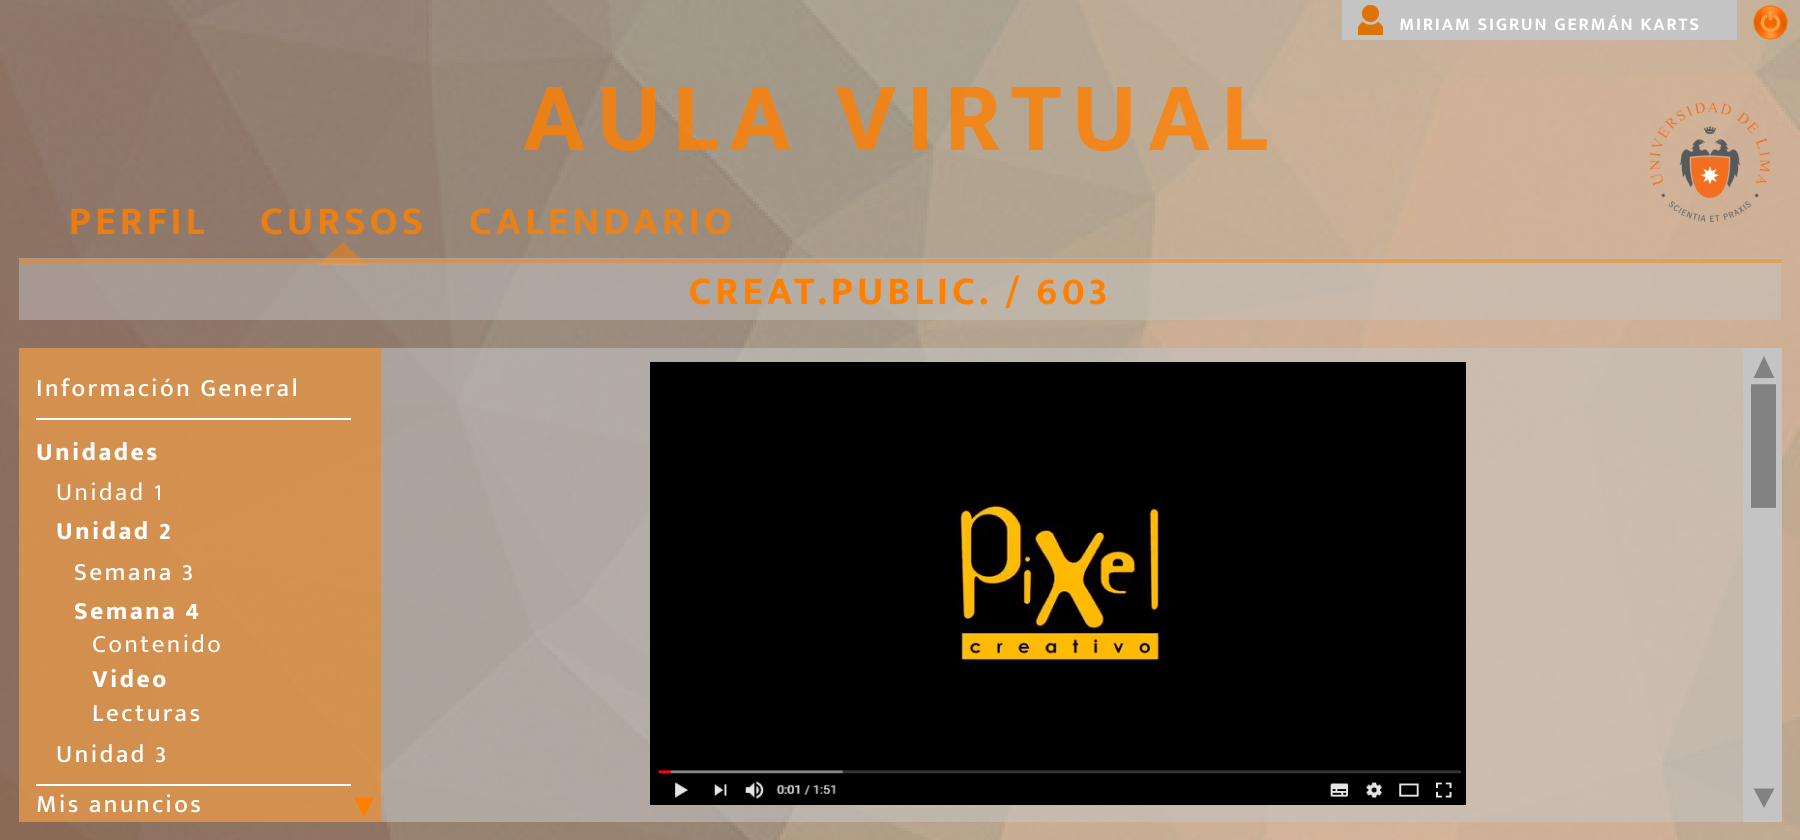 MIRIAM SIGRUN GERMÁN KARTS
AULA VIRTUAL
UNIVERSIDAD DE LIMA
SCIENTIA ET PRAXIS
PERFIL CURSOS CALENDARIO
CREAT.PUBLIC. / 603
Información General
Unidades
Unidad 1
Unidad 2
Semana 3
Semana 4
Contenido
Video
Lecturas
Unidad 3
Mis anuncios
pixel
creativo
0:01 / 1:51